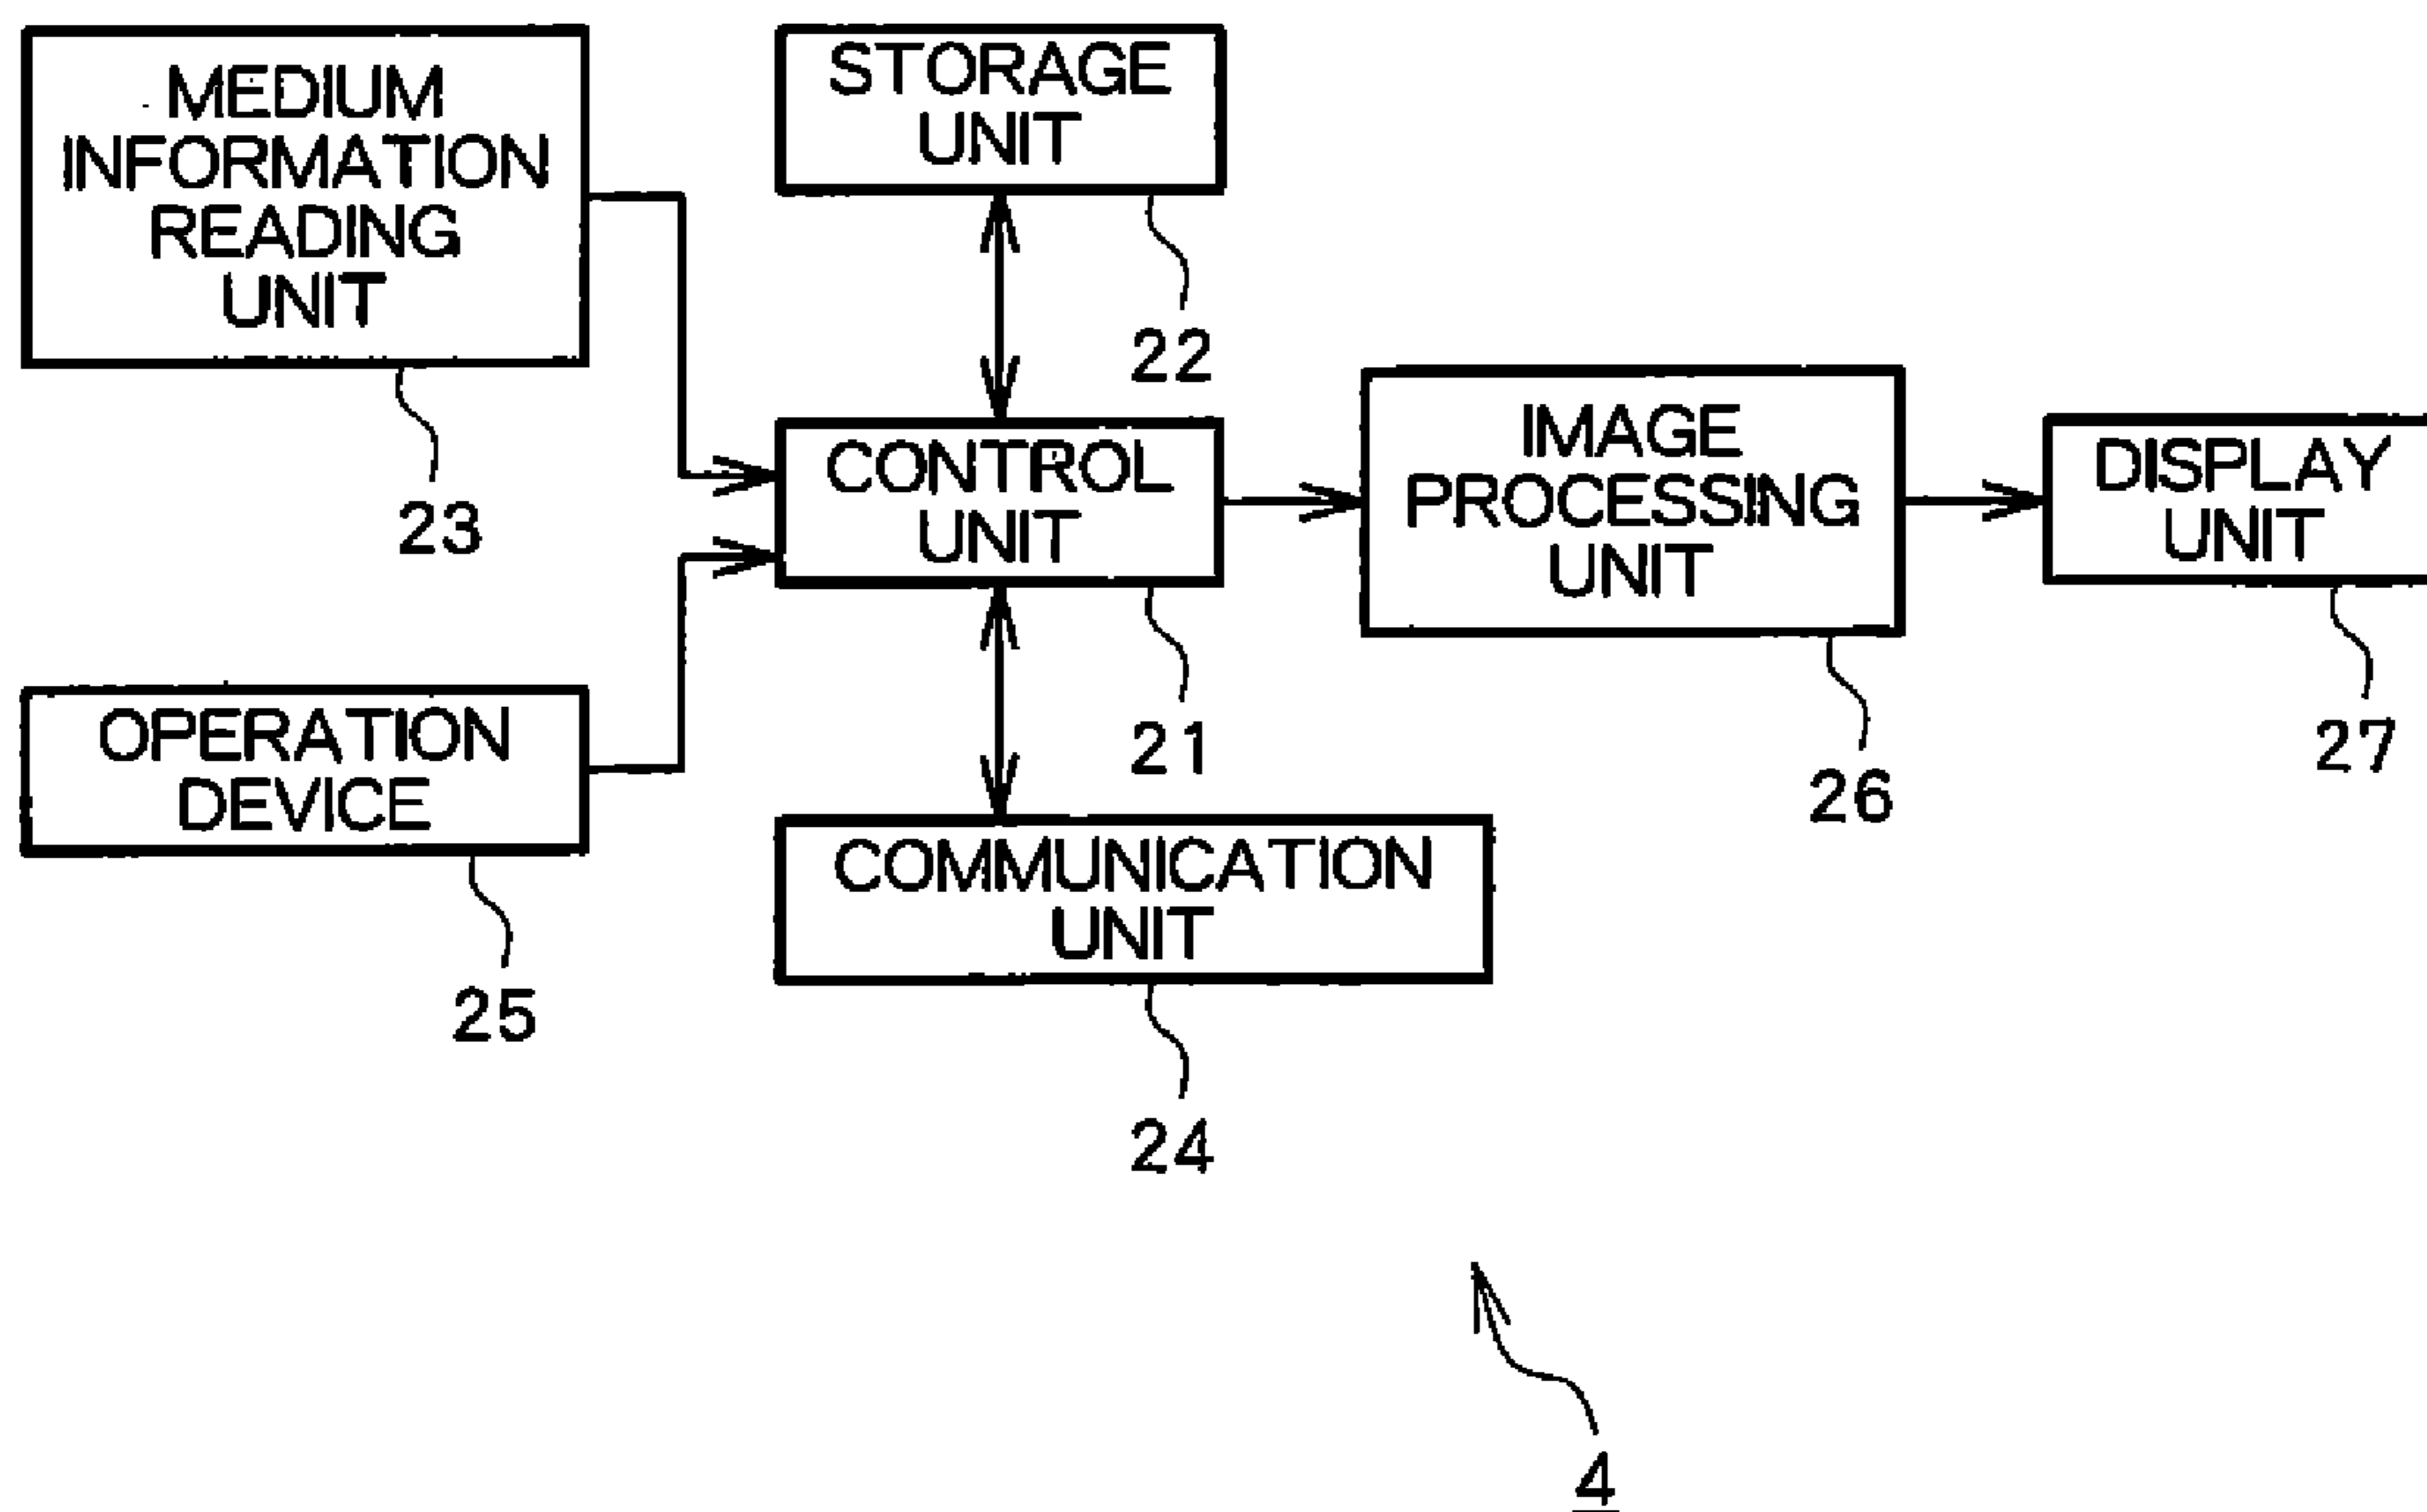 MEDIUM
INFORMATION
READING
UNIT
23
STORAGE
UNIT
22
CONTROL
UNIT
21
IMAGE
PROCESSING
UNIT
26
DISPLAY
UNIT
27
OPERATION
DEVICE
25
COMMUNICATION
UNIT
24
4